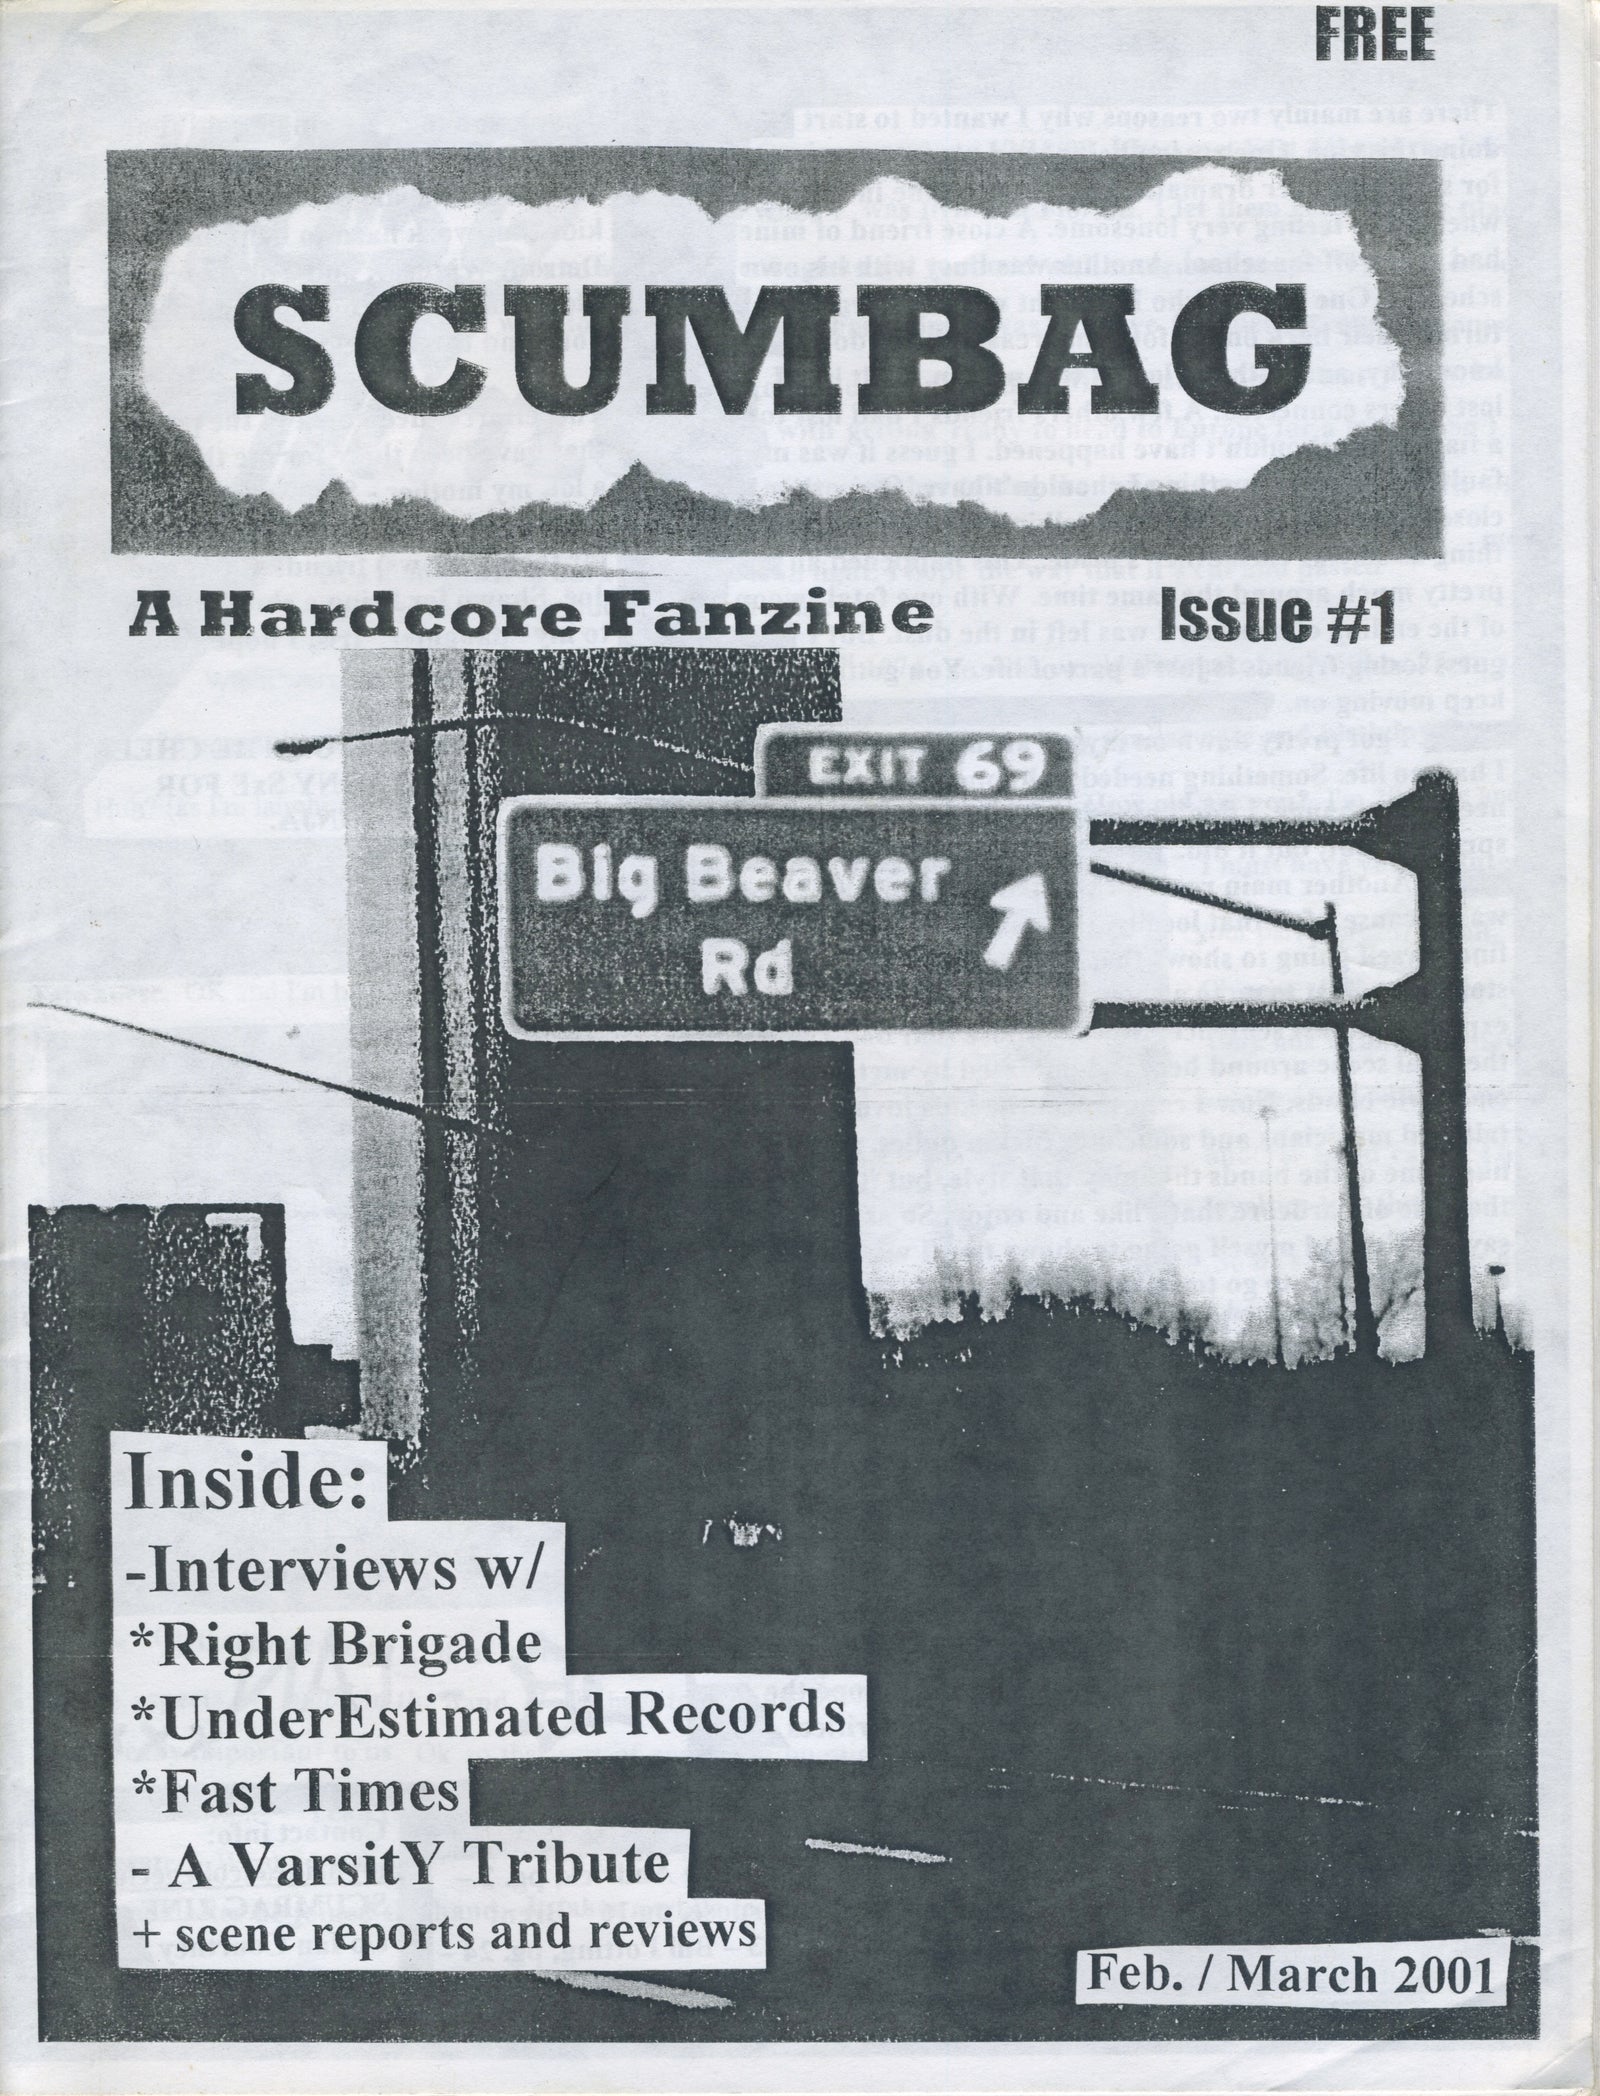 FREE
SCUMBAG
A Hardcore Fanzine
Issue #1
EXIT 69
Big Beaver
Rd
Inside:
-Interviews w/
*Right Brigade
*UnderEstimated Records
*Fast Times
- A VarsitY Tribute
+ scene reports and reviews
Feb. / March 2001